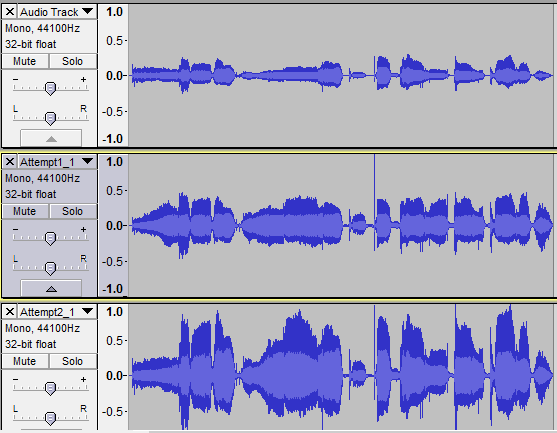 Audio Track
Mono, 44100Hz
32-bit float
Mute Solo
- +
L R
1.0
0.5-
0.0-
-0.5-
-1.0
Attempt1_1
Mono, 44100Hz
32-bit float
Mute Solo
- +
L R
1.0
0.5-
0.0-
-0.5-
-1.0
Attempt2_1
Mono, 44100Hz
32-bit float
Mute Solo
- +
L R
1.0
0.5-
0.0-
-0.5-